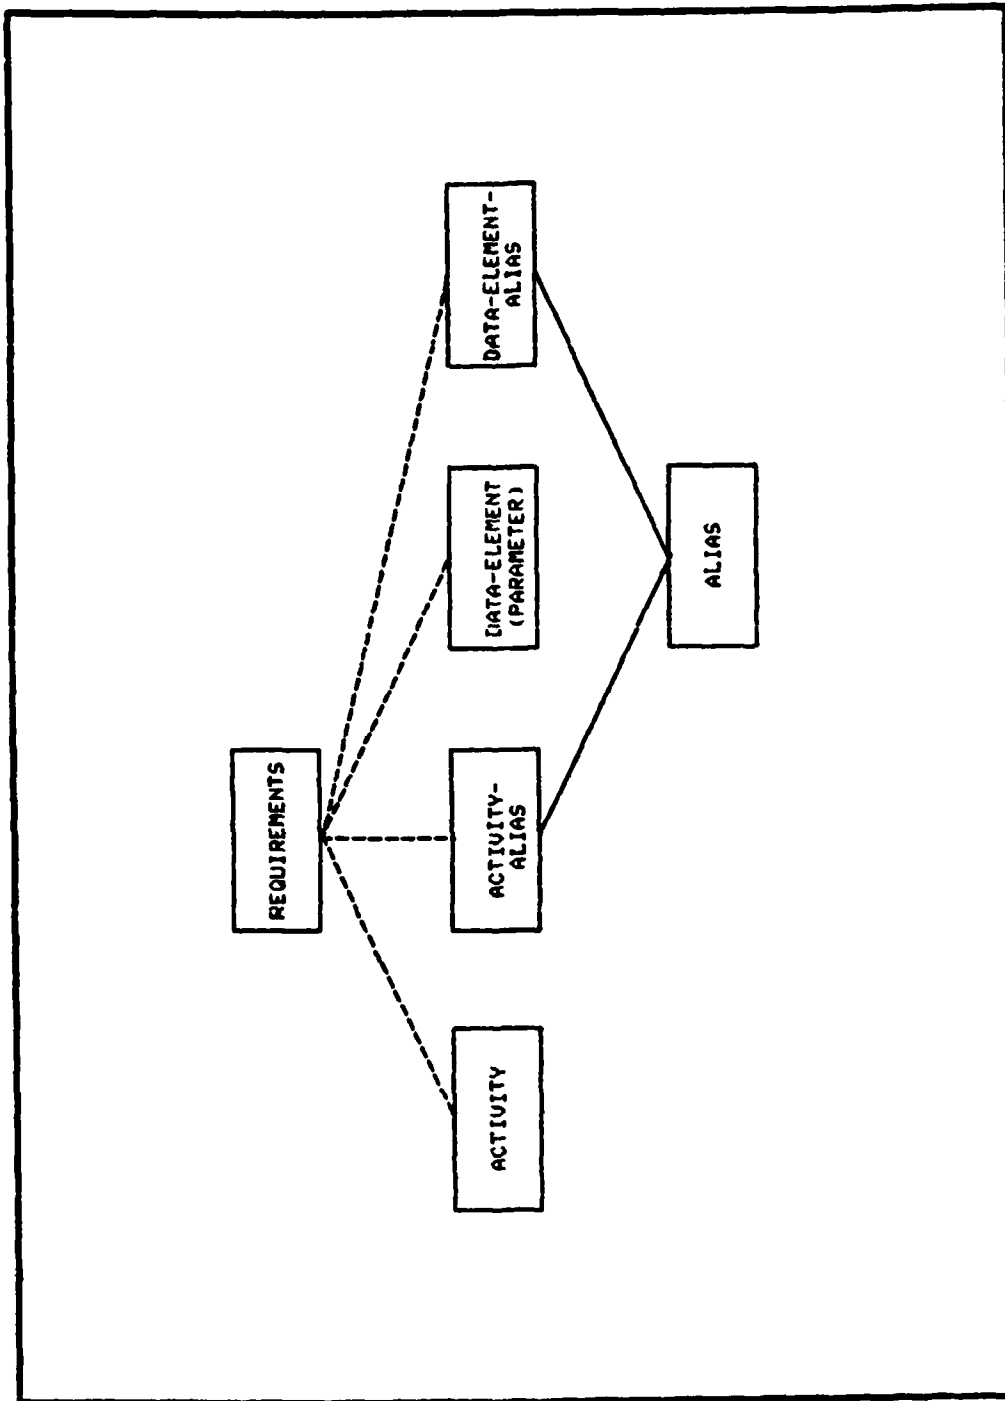 REQUIREMENTS
ACTIVITY
ACTIVITY-
ALIAS
DATA-ELEMENT
(PARAMETER)
DATA-ELEMENT-
ALIAS
ALIAS